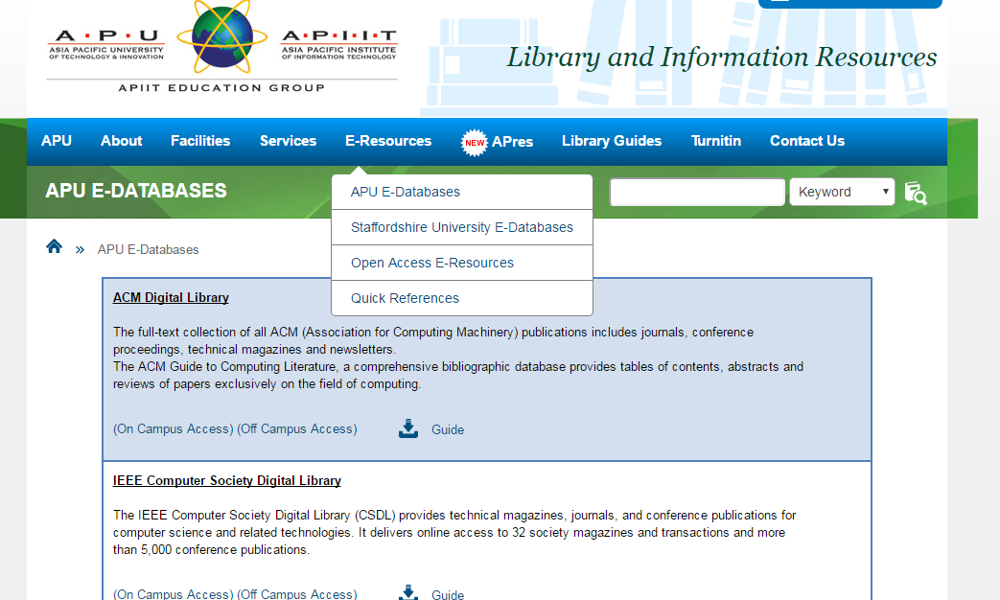 A·P·U
ASIA PACIFIC UNIVERSITY
OF TECHNOLOGY & INNOVATION
A·P·I·I·T
ASIA PACIFIC INSTITUTE
OF INFORMATION TECHNOLOGY
APIIT EDUCATION GROUP
Library and Information Resources
APU About Facilities Services E-Resources NEW APres Library Guides Turnitin Contact Us
APU E-DATABASES
Keyword
APU E-Databases
Staffordshire University E-Databases
Open Access E-Resources
Quick References
» APU E-Databases
ACM Digital Library
The full-text collection of all ACM (Association for Computing Machinery) publications includes journals, conference
proceedings, technical magazines and newsletters.
The ACM Guide to Computing Literature, a comprehensive bibliographic database provides tables of contents, abstracts and
reviews of papers exclusively on the field of computing.
(On Campus Access) (Off Campus Access) Guide
IEEE Computer Society Digital Library
The IEEE Computer Society Digital Library (CSDL) provides technical magazines, journals, and conference publications for
computer science and related technologies. It delivers online access to 32 society magazines and transactions and more
than 5,000 conference publications.
(On Campus Access) (Off Campus Access) Guide